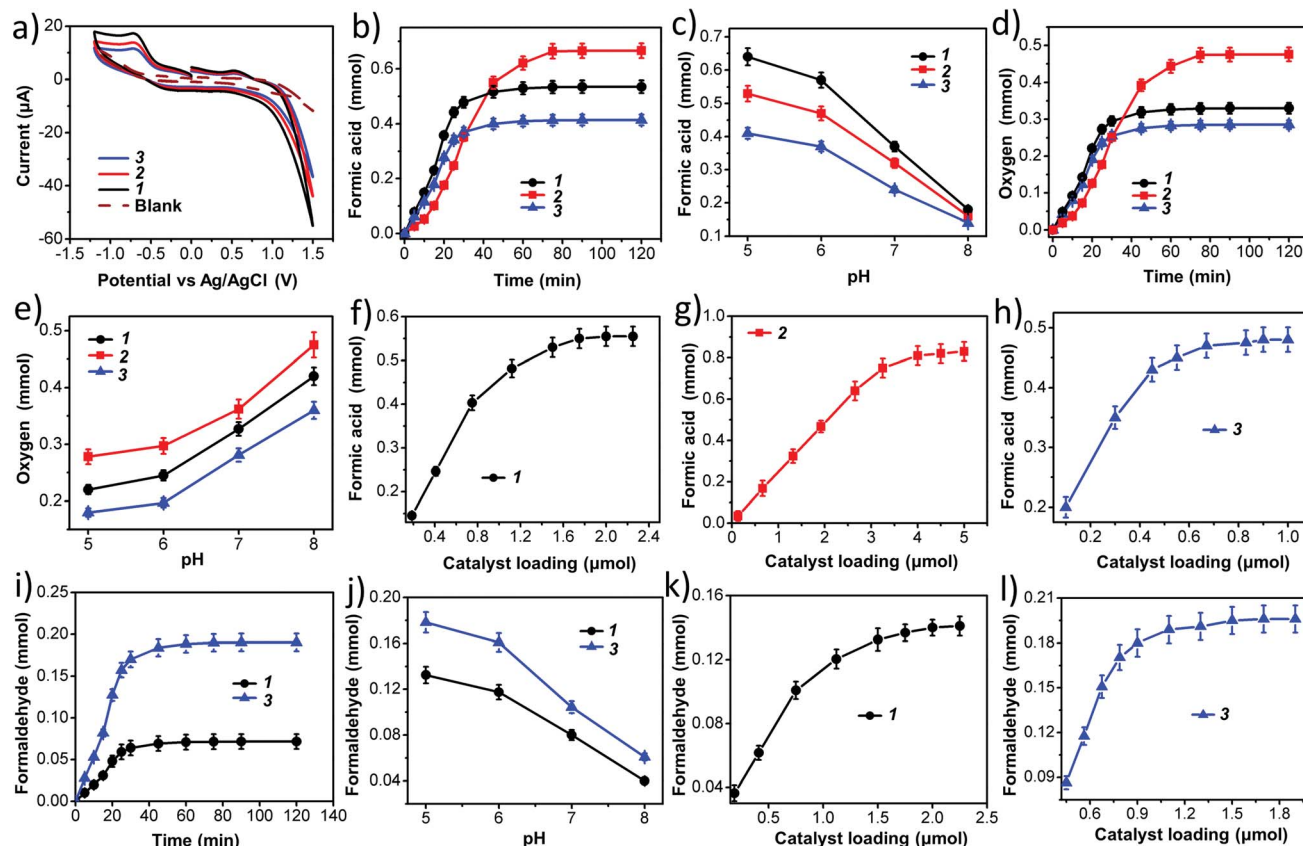 a)
Current (µA)
20
0
-20
-40
-60
3
2
1
Blank
-1.5 -1.0 -0.5 0.0 0.5 1.0 1.5
Potential vs Ag/AgCl (V)
b)
Formic acid (mmol)
0.6
0.4
0.2
0.0
1
2
3
0 20 40 60 80 100 120
Time (min)
c)
Formic acid (mmol)
0.7
0.6
0.5
0.4
0.3
0.2
0.1
1
2
3
5 6 7 8
pH
d)
Oxygen (mmol)
0.5
0.4
0.3
0.2
0.1
0.0
1
2
3
0 20 40 60 80 100 120
Time (min)
e)
Oxygen (mmol)
0.5
0.4
0.3
0.2
1
2
3
5 6 7 8
pH
f)
Formic acid (mmol)
0.6
0.5
0.4
0.3
0.2
1
0.4 0.8 1.2 1.6 2.0 2.4
Catalyst loading (µmol)
g)
Formic acid (mmol)
1.0
0.8
0.6
0.4
0.2
0.0
2
0 1 2 3 4 5
Catalyst loading (µmol)
h)
Formic acid (mmol)
0.5
0.4
0.3
0.2
3
0.2 0.4 0.6 0.8 1.0
Catalyst loading (µmol)
i)
Formaldehyde (mmol)
0.25
0.20
0.15
0.10
0.05
0.00
3
1
0 20 40 60 80 100 120 140
Time (min)
j)
Formaldehyde (mmol)
0.20
0.16
0.12
0.08
0.04
1
3
5 6 7 8
pH
k)
Formaldehyde (mmol)
0.16
0.12
0.08
0.04
1
0.5 1.0 1.5 2.0 2.5
Catalyst loading (µmol)
l)
Formaldehyde (mmol)
0.21
0.18
0.15
0.12
0.09
3
0.6 0.9 1.2 1.5 1.8
Catalyst loading (µmol)